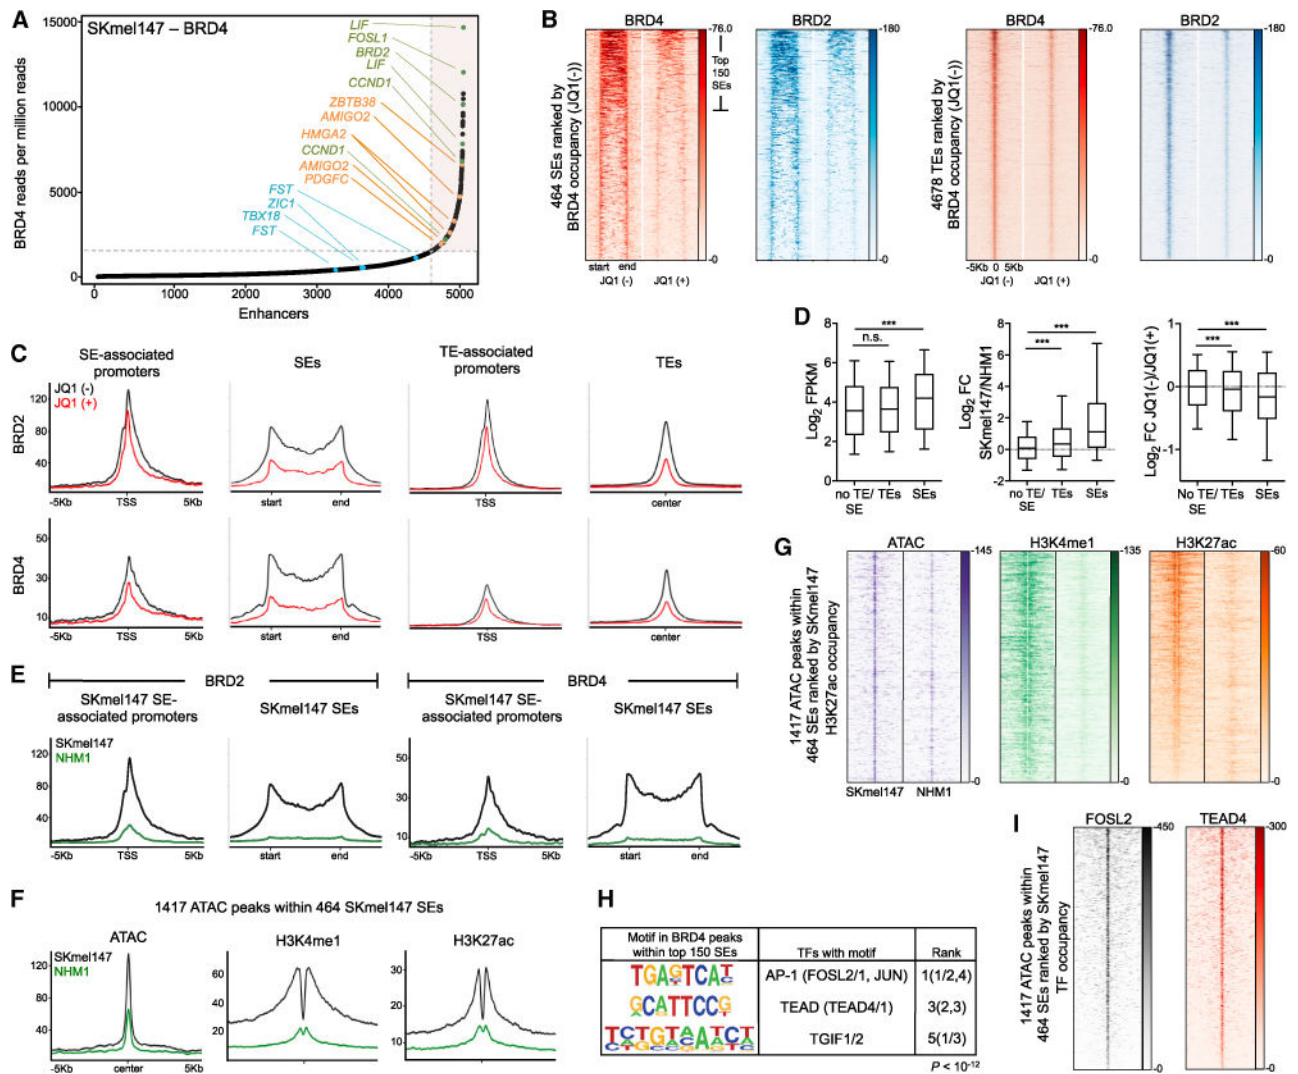 A
SKmel147 – BRD4
BRD4 reads per million reads
15000
10000
5000
0
LIF
FOSL1
BRD2
LIF
CCND1
ZBTB38
AMIGO2
HMGA2
CCND1
AMIGO2
PDGFC
FST
ZIC1
TBX18
FST
0 1000 2000 3000 4000 5000
Enhancers
B
BRD4 BRD2 BRD4 BRD2
464 SEs ranked by
BRD4 occupancy (JQ1(-))
-76.0
Top
150
SEs
-0
-180
-0
start end
JQ1 (-) JQ1 (+)
4678 TEs ranked by
BRD4 occupancy (JQ1(-))
-76.0
-0
-180
-0
-5Kb 0 5Kb
JQ1 (-) JQ1 (+)
C
SE-associated
promoters
SEs
TE-associated
promoters
TEs
JQ1 (-)
JQ1 (+)
BRD2
120
80
40
-5Kb TSS 5Kb
start end
TSS
center
BRD4
50
30
10
-5Kb TSS 5Kb
start end
TSS
center
D
Log2 FPKM
8
6
4
2
0
***
n.s.
no TE/
SE
TEs SEs
Log2 FC
SKmel147/NHM1
8
6
4
2
0
-2
***
***
no TE/
SE
TEs SEs
Log2 FC JQ1(-)/JQ1(+)
1
0
-1
***
***
No TE/
SE
TEs SEs
E
BRD2
BRD4
SKmel147 SE-
associated promoters
SKmel147 SEs
SKmel147 SE-
associated promoters
SKmel147 SEs
SKmel147
NHM1
120
80
40
-5Kb TSS 5Kb
start end
50
30
10
-5Kb TSS 5Kb
start end
F
1417 ATAC peaks within 464 SKmel147 SEs
ATAC H3K4me1 H3K27ac
SKmel147
NHM1
120
80
40
-5Kb center 5Kb
60
40
20
30
20
10
G
ATAC H3K4me1 H3K27ac
1417 ATAC peaks within
464 SEs ranked by SKmel147
H3K27ac occupancy
-145
-0
-135
-0
-60
-0
SKmel147 NHM1
H
Motif in BRD4 peaks
within top 150 SEs
TFs with motif
Rank
AP-1 (FOSL2/1, JUN) 1(1/2,4)
TEAD (TEAD4/1) 3(2,3)
TGIF1/2 5(1/3)
P < 10-12
I
FOSL2 TEAD4
1417 ATAC peaks within
464 SEs ranked by SKmel147
TF occupancy
-450
-0
-300
-0